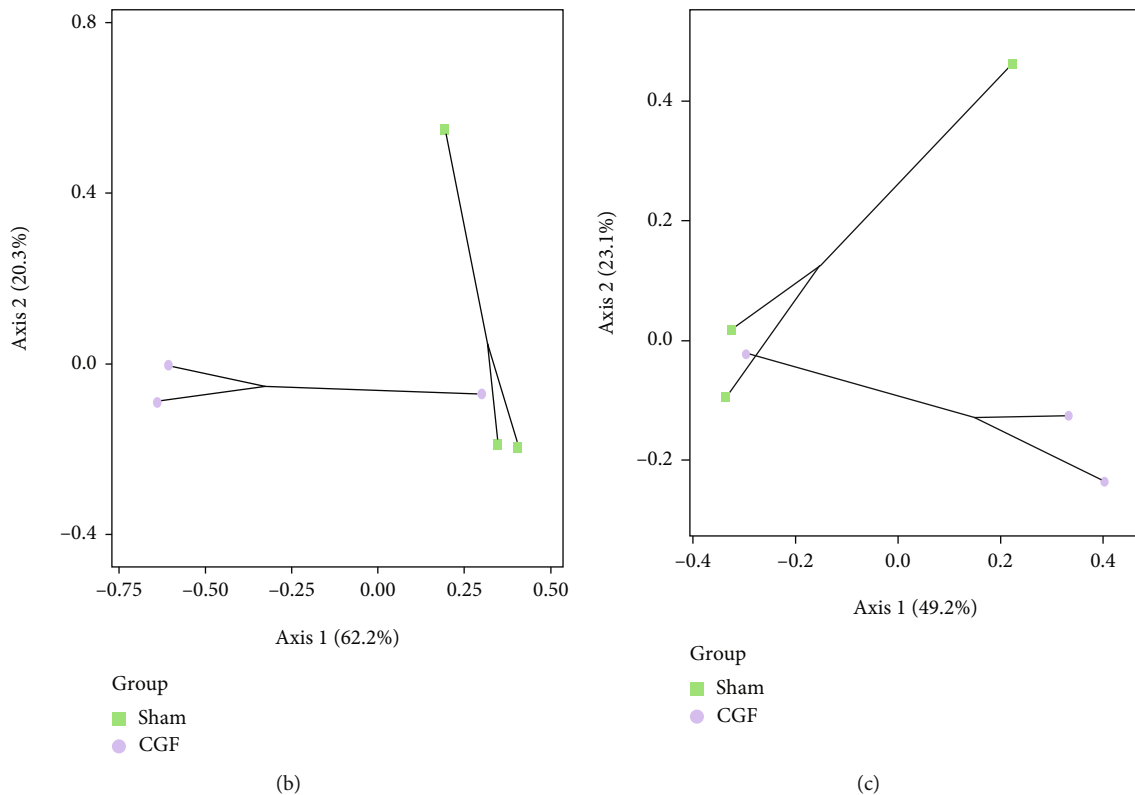 0.8
0.4
0.0
–0.4
Axis 2 (20.3%)
–0.75
–0.50
–0.25
0.00
0.25
0.50
Axis 1 (62.2%)
Group
Sham
CGF
(b)
0.4
0.2
0.0
–0.2
Axis 2 (23.1%)
–0.4
–0.2
0.0
0.2
0.4
Axis 1 (49.2%)
Group
Sham
CGF
(c)